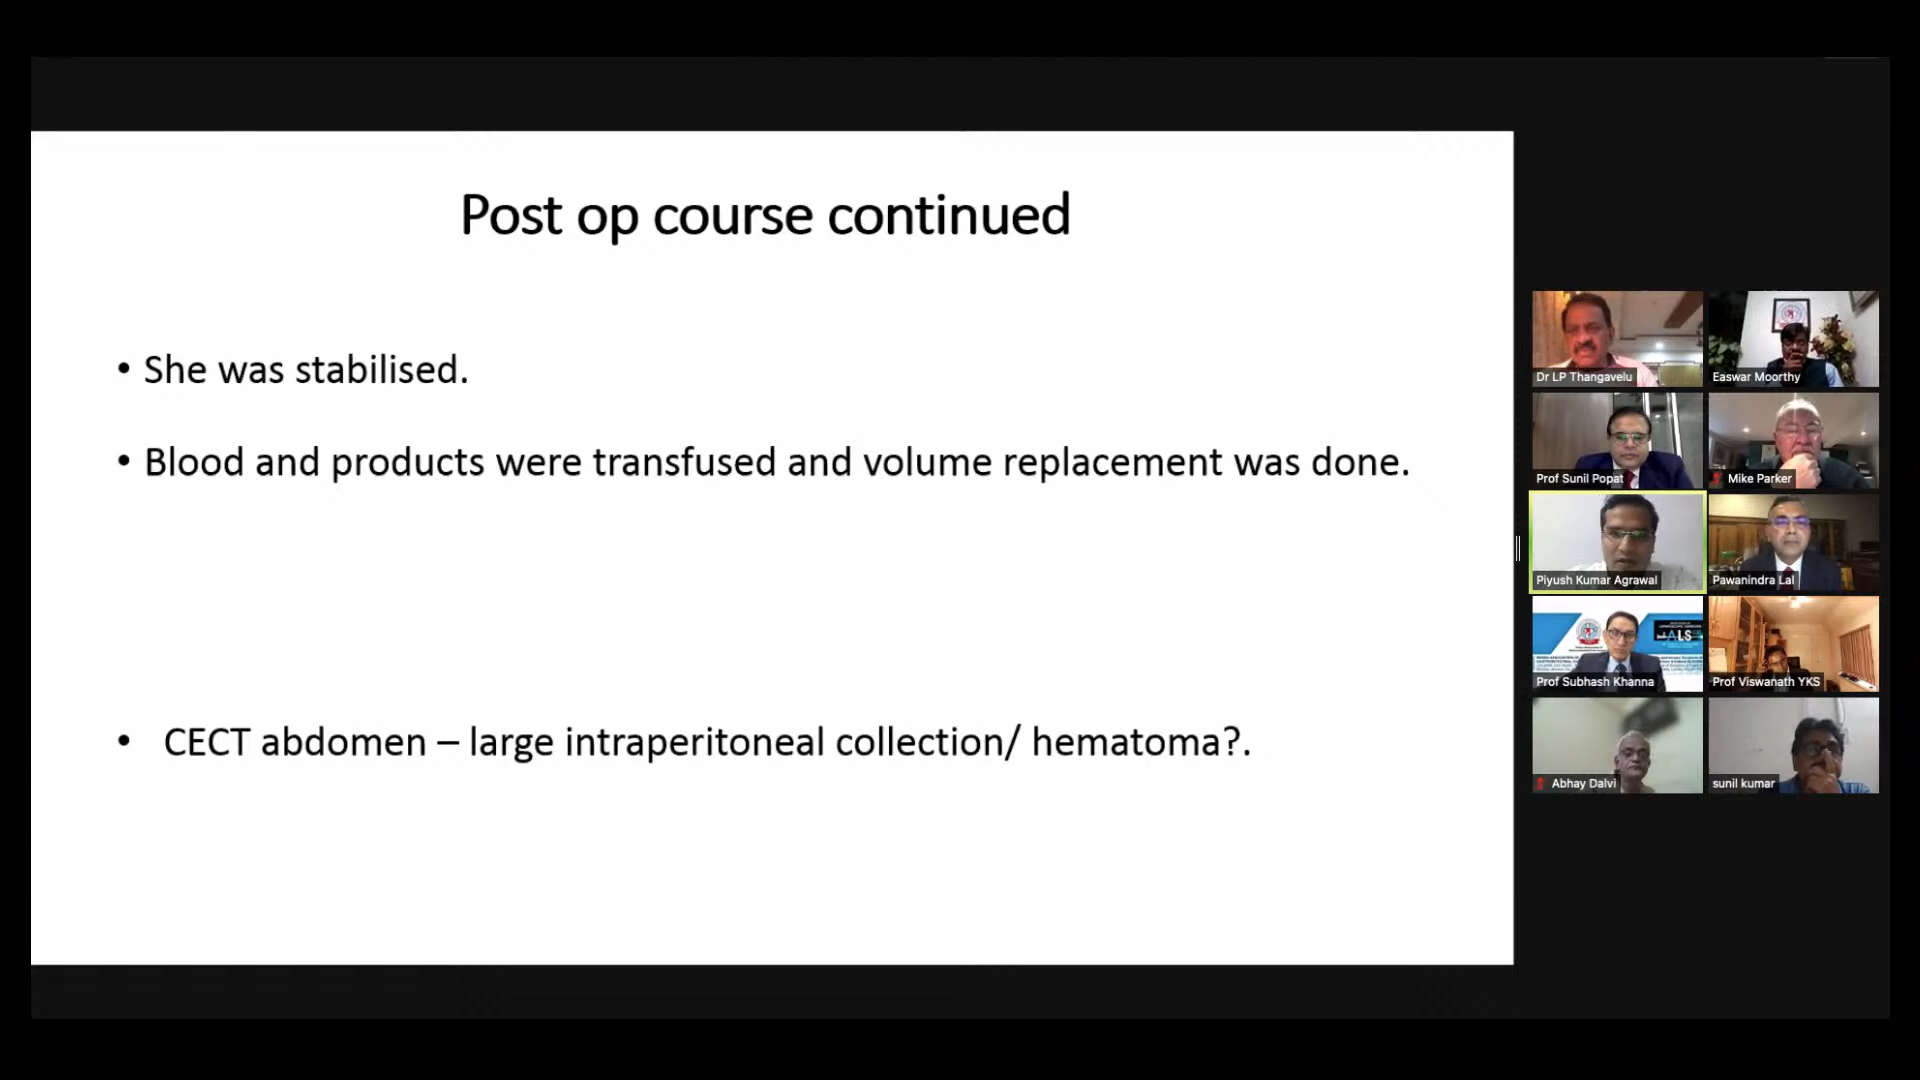 Post op course continued
• She was stabilised.
• Blood and products were transfused and volume replacement was done.
• CECT abdomen – large intraperitoneal collection/ hematoma?.
Dr LP Thangavelu
Easwar Moorthy
Prof Sunil Popat
Mike Parker
Piyush Kumar Agrawal
Pawanindra Lal
Prof Subhash Khanna
Prof Viswanath YKS
Abhay Dalvi
sunil kumar